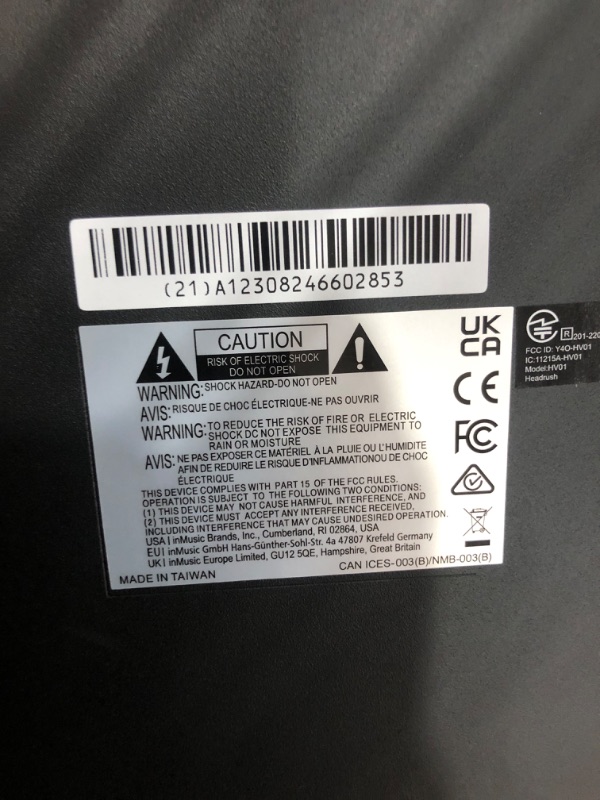 (21)A12308246602853
CAUTION
RISK OF ELECTRIC SHOCK
DO NOT OPEN
WARNING: SHOCK HAZARD-DO NOT OPEN
AVIS: RISQUE DE CHOC ÉLECTRIQUE-NE PAS OUVRIR
WARNING: TO REDUCE THE RISK OF FIRE OR ELECTRIC
SHOCK DC NOT EXPOSE THIS EQUIPMENT TO
RAIN OR MOISTURE
AVIS: NE PAS EXPOSER CE MATÉRIEL À LA PLUIE OU L'HUMIDITE
AFIN DE REDUIRE LE RISQUE D'INFLAMMATIONOU DE CHOC
ÉLECTRIQUE
THIS DEVICE COMPLIES WITH PART 15 OF THE FCC RULES.
OPERATION IS SUBJECT TO THE FOLLOWING TWO CONDITIONS:
(1) THIS DEVICE MAY NOT CAUSE HARMFUL INTERFERENCE, AND
(2) THIS DEVICE MUST ACCEPT ANY INTERFERENCE RECEIVED,
INCLUDING INTERFERENCE THAT MAY CAUSE UNDESIRED OPERATION.
USA | inMusic Brands, Inc., Cumberland, RI 02864, USA
EU | inMusic GmbH Hans-Günther-Sohl-Str. 4a 47807 Krefeld Germany
UK | inMusic Europe Limited, GU12 5QE, Hampshire, Great Britain
MADE IN TAIWAN
CAN ICES-003(B)/NMB-003(B)
UK
CA
CE
FC
R 201-220
FCC ID: Y4O-HV01
IC:11215A-HV01
Model:HV01
Headrush